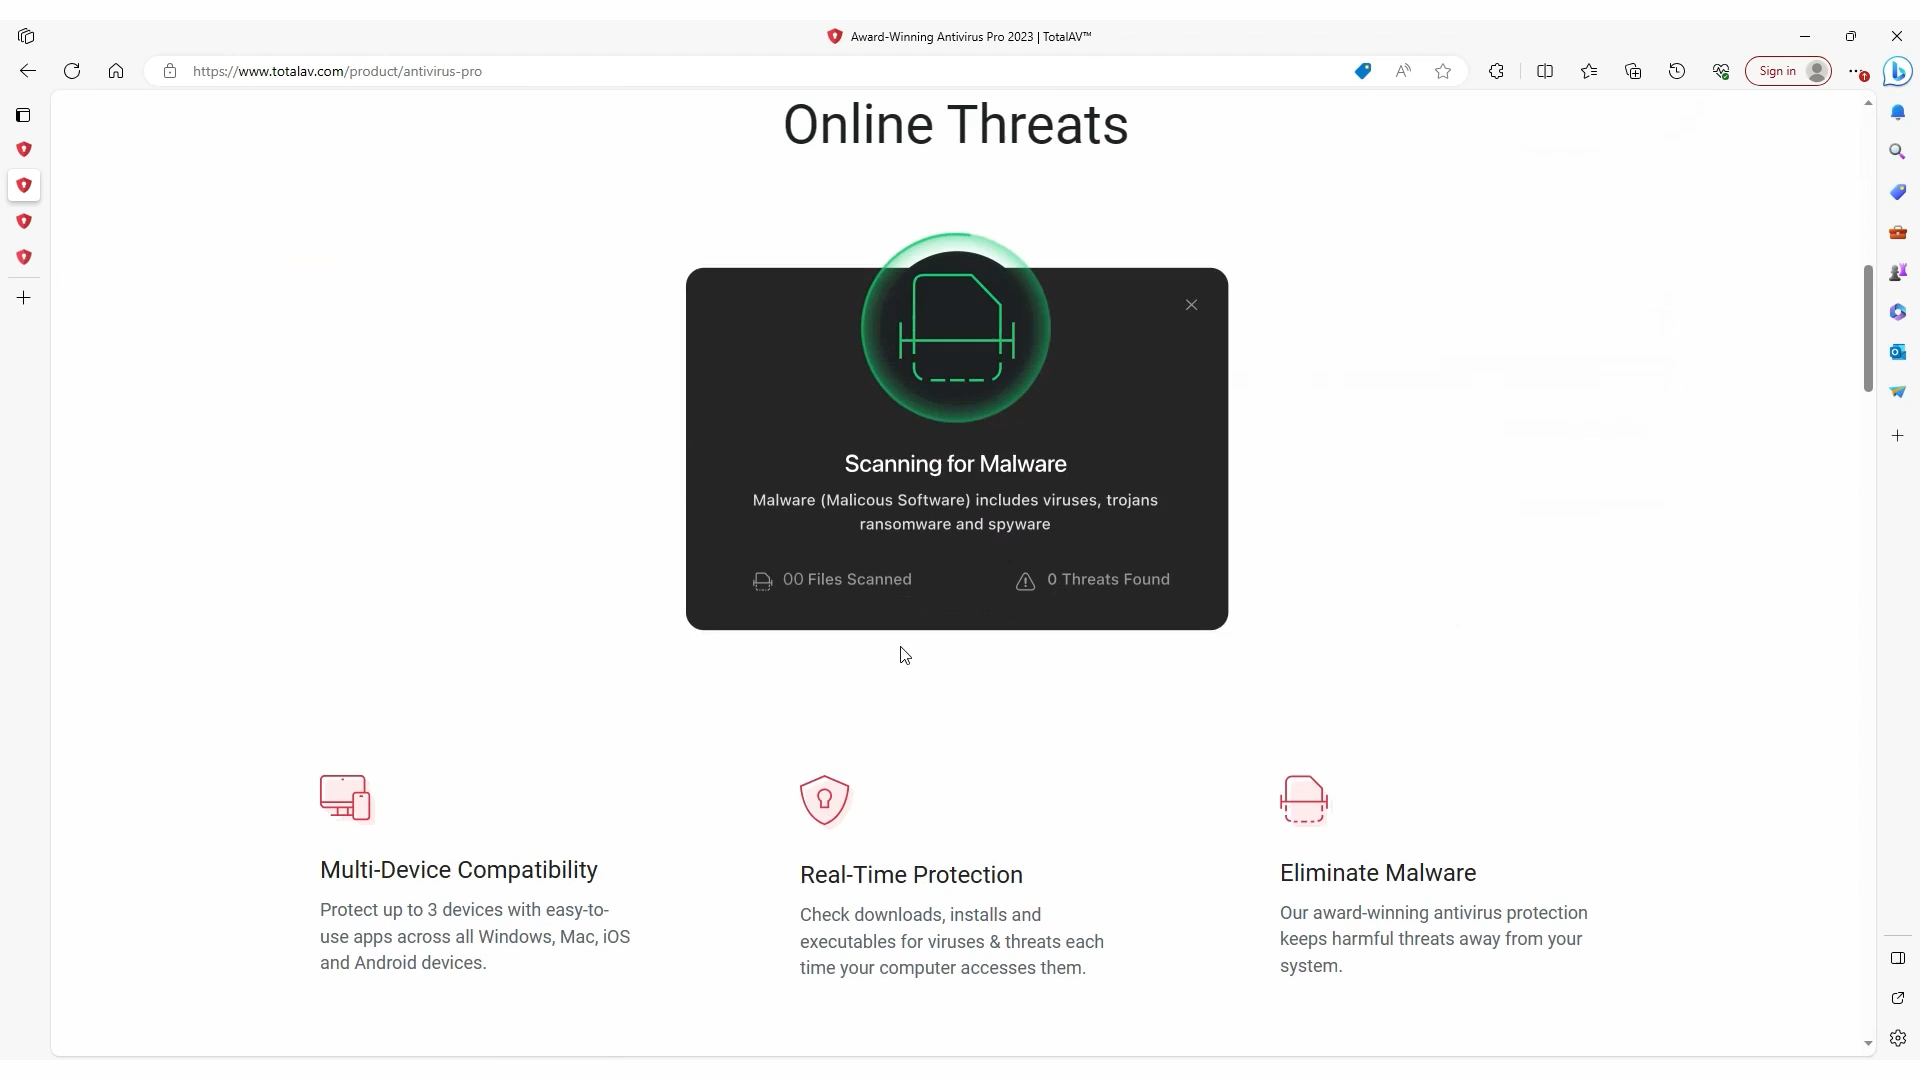 Award-Winning Antivirus Pro 2023 | TotalAV™
https://www.totalav.com/product/antivirus-pro
Sign in
Online Threats
Scanning for Malware
Malware (Malicous Software) includes viruses, trojans
ransomware and spyware
00 Files Scanned
0 Threats Found
Multi-Device Compatibility
Protect up to 3 devices with easy-to-
use apps across all Windows, Mac, iOS
and Android devices.
Real-Time Protection
Check downloads, installs and
executables for viruses & threats each
time your computer accesses them.
Eliminate Malware
Our award-winning antivirus protection
keeps harmful threats away from your
system.